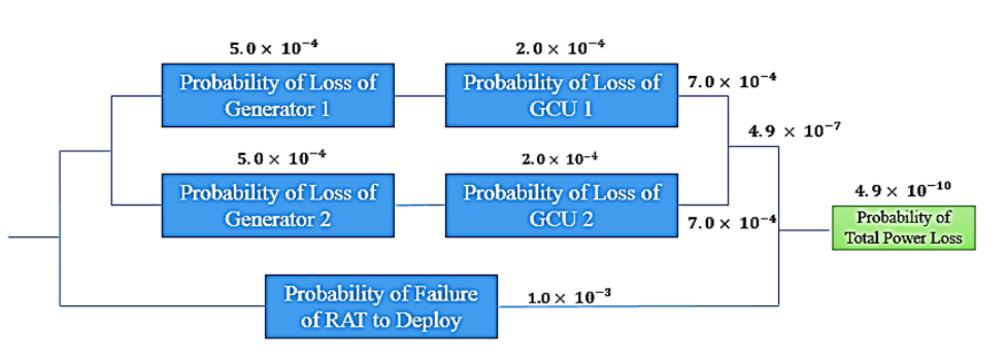 5.0 × 10⁻⁴
2.0 × 10⁻⁴
Probability of Loss of
Generator 1
Probability of Loss of
GCU 1
7.0 × 10⁻⁴
4.9 × 10⁻⁷
5.0 × 10⁻⁴
2.0 × 10⁻⁴
Probability of Loss of
Generator 2
Probability of Loss of
GCU 2
7.0 × 10⁻⁴
4.9 × 10⁻¹⁰
Probability of
Total Power Loss
Probability of Failure
of RAT to Deploy
1.0 × 10⁻³